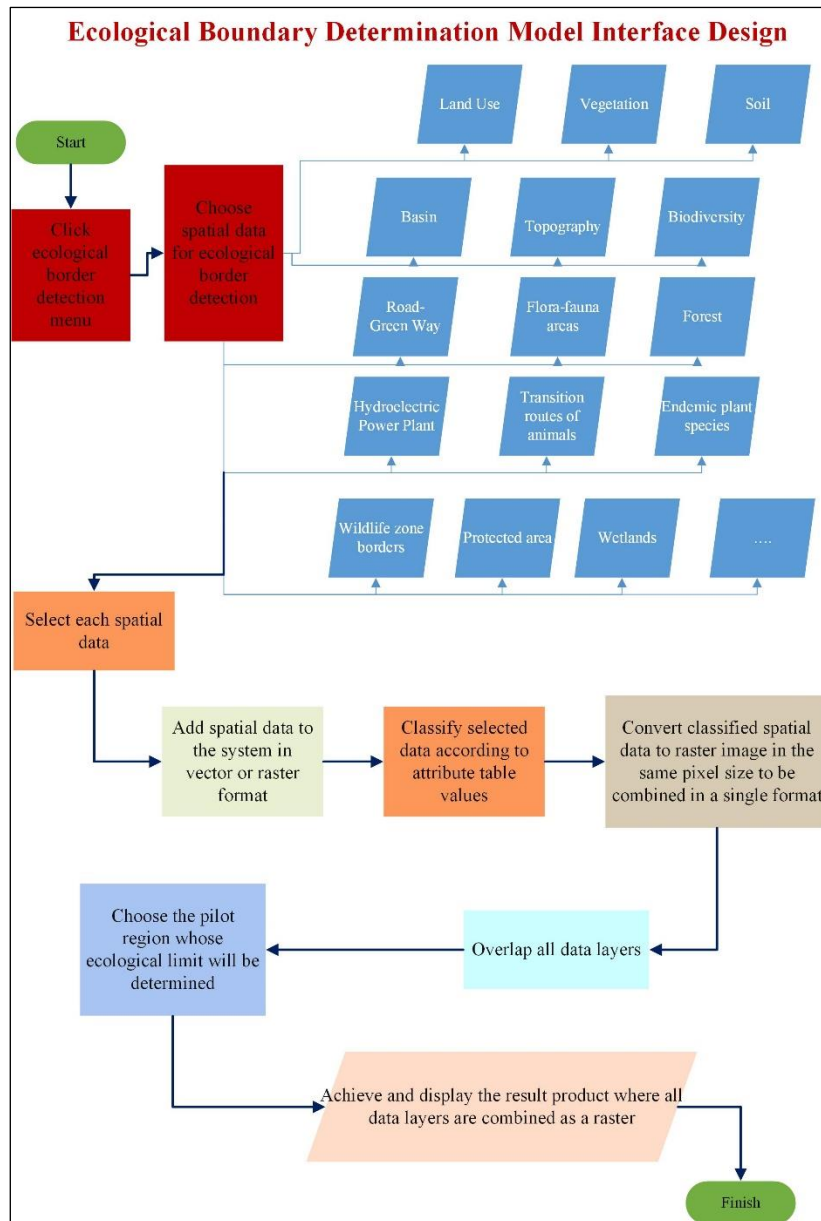 Ecological Boundary Determination Model Interface Design
Start
Click
ecological
border
detection
menu
Choose
spatial data
for ecological
border
detection
Land Use
Vegetation
Soil
Basin
Topography
Biodiversity
Road-
Green Way
Flora-fauna
areas
Forest
Hydroelectric
Power Plant
Transition
routes of
animals
Endemic plant
species
Wildlife zone
borders
Protected area
Wetlands
....
Select each spatial
data
Add spatial data to
the system in
vector or raster
format
Classify selected
data according to
attribute table
values
Convert classified spatial
data to raster image in the
same pixel size to be
combined in a single format
Overlap all data layers
Choose the pilot
region whose
ecological limit will be
determined
Achieve and display the result product where all
data layers are combined as a raster
Finish